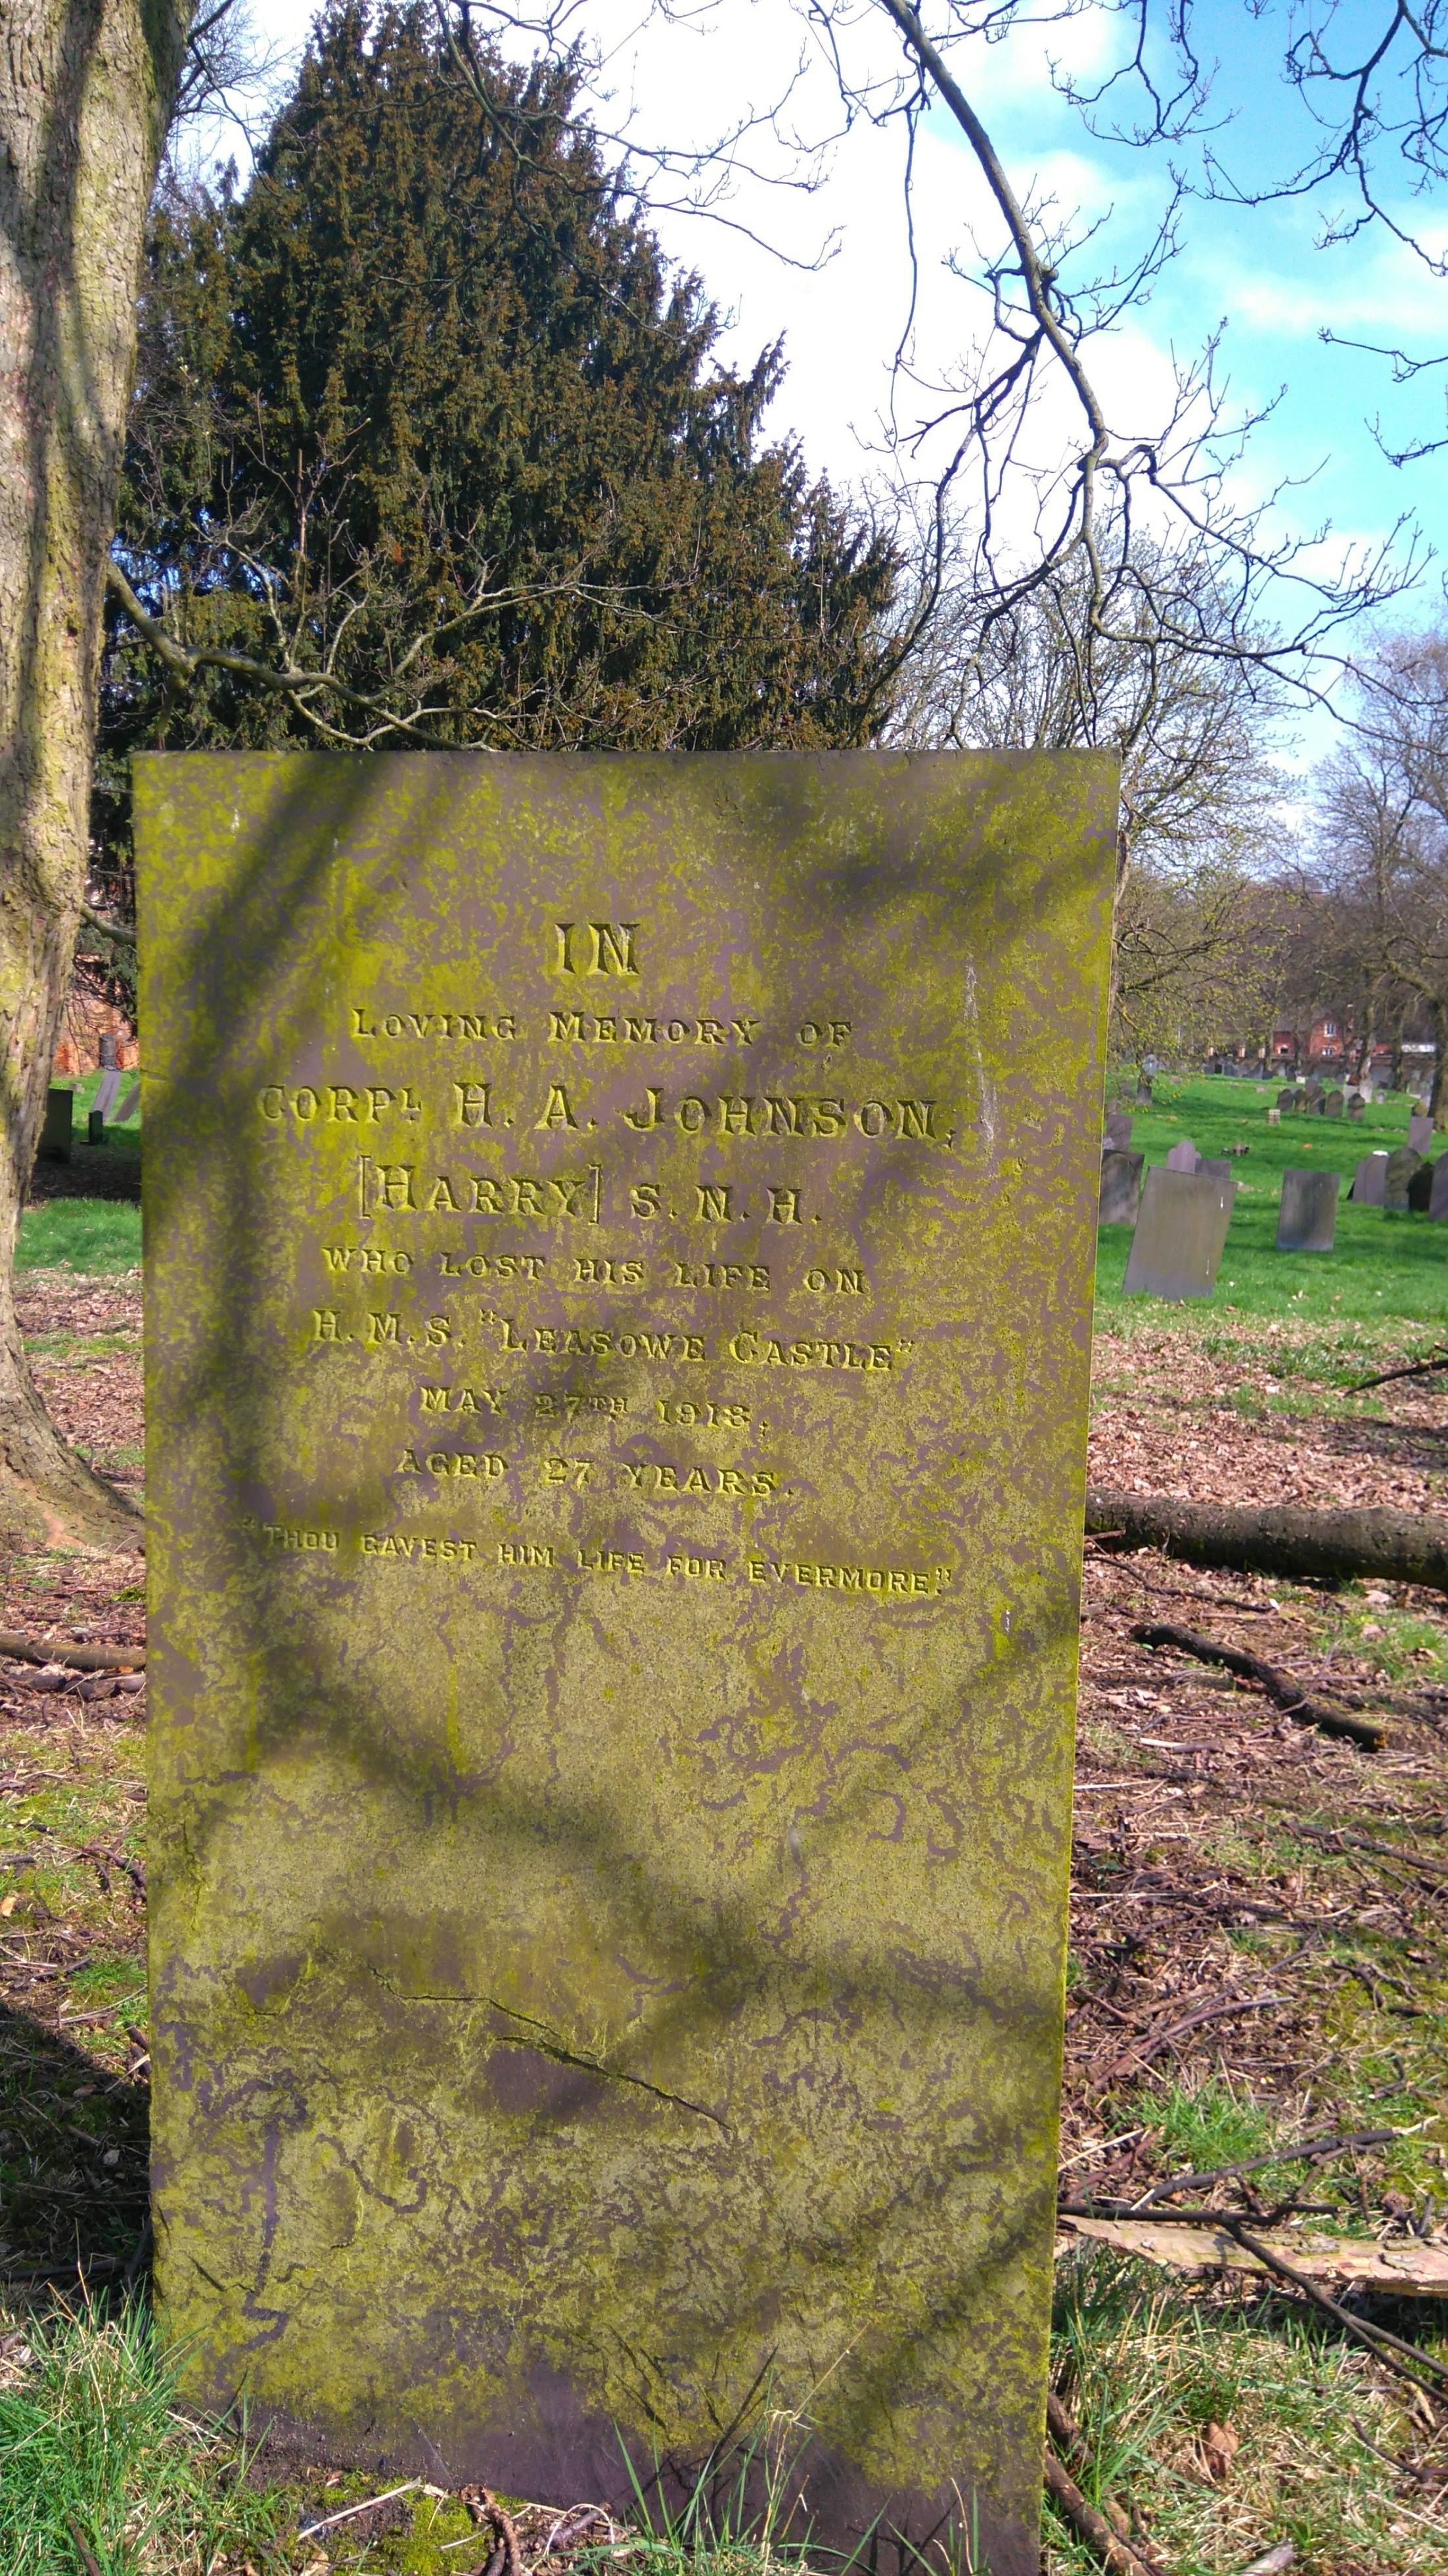 IN
LOVING MEMORY OF
CORPL H. A. JOHNSON,
[HARRY] S. N. H.
WHO LOST HIS LIFE ON
H.M.S. "LEASOWE CASTLE"
MAY 27TH 1918,
AGED 27 YEARS.
"THOU GAVEST HIM LIFE FOR EVERMORE."